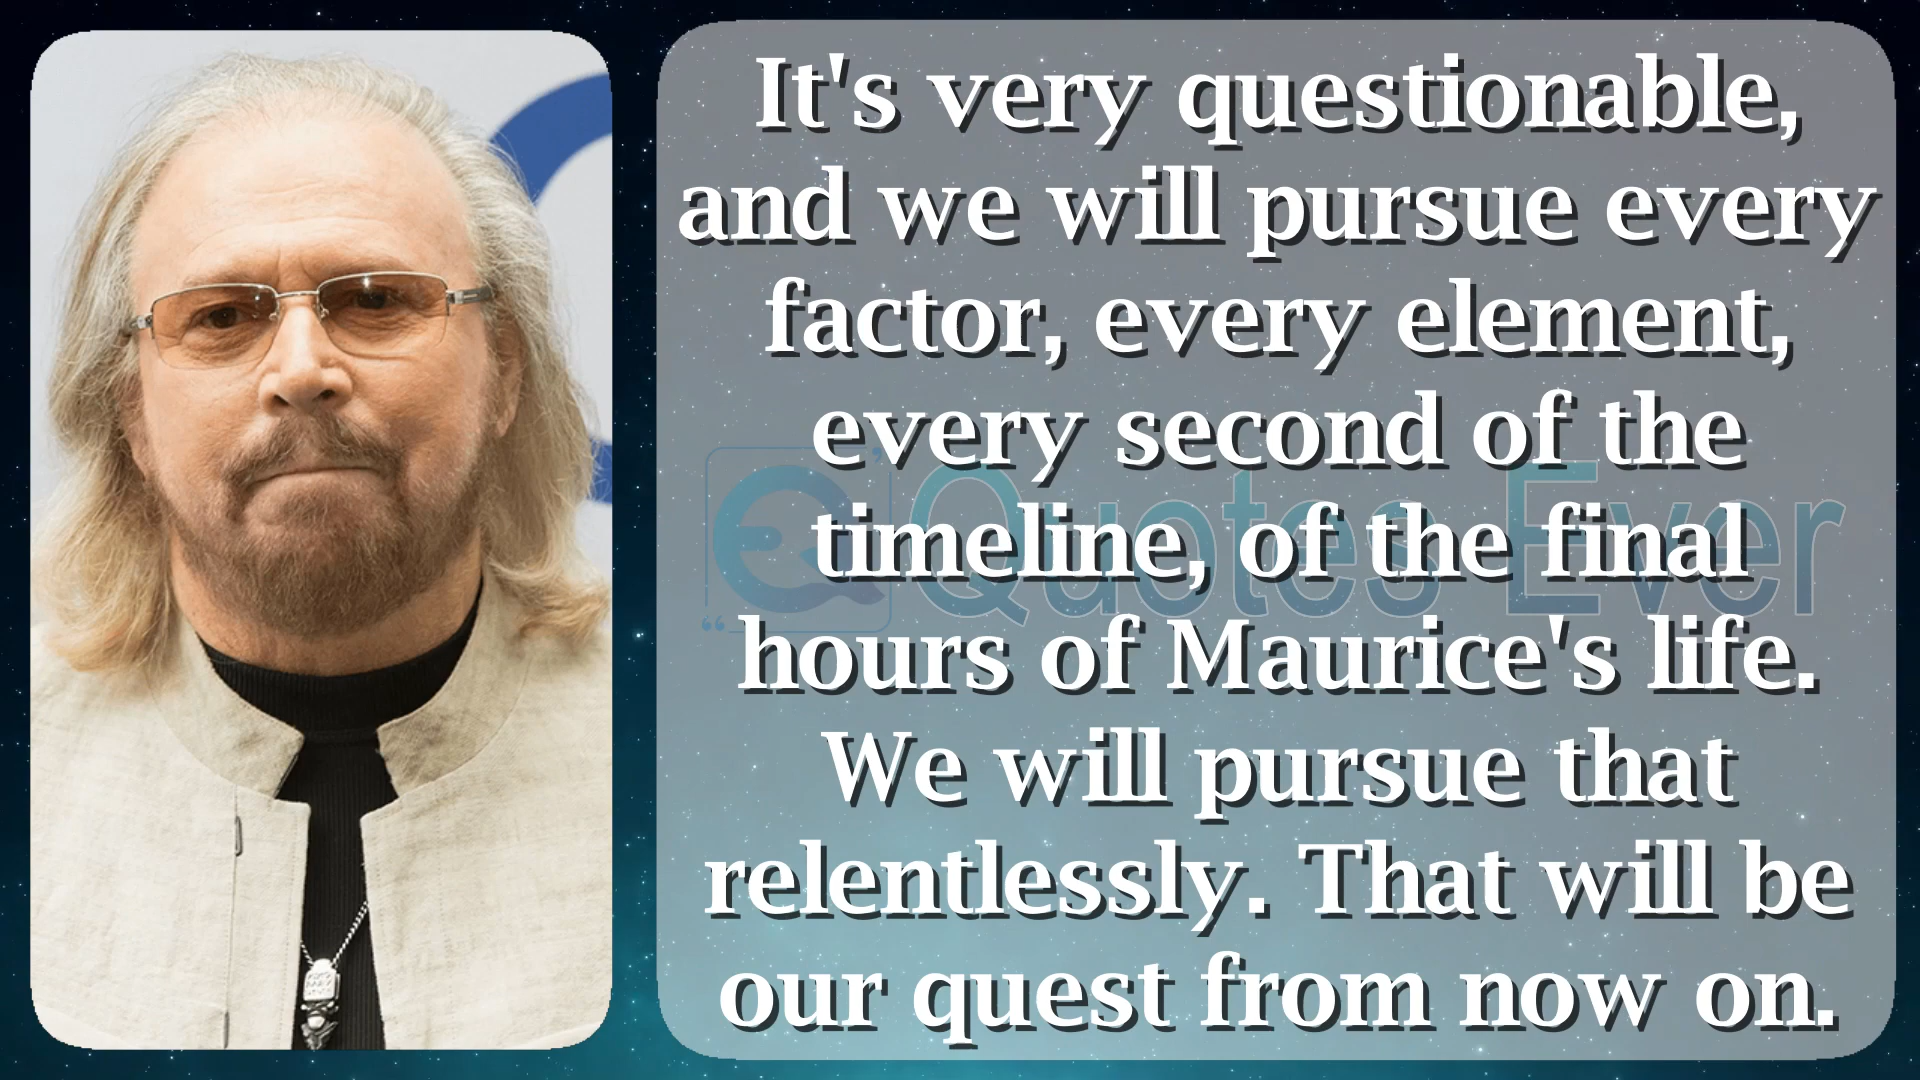 It's very questionable,
and we will pursue every
factor, every element,
every second of the
timeline, of the final
hours of Maurice's life.
We will pursue that
relentlessly. That will be
our quest from now on.
Quotes Ever